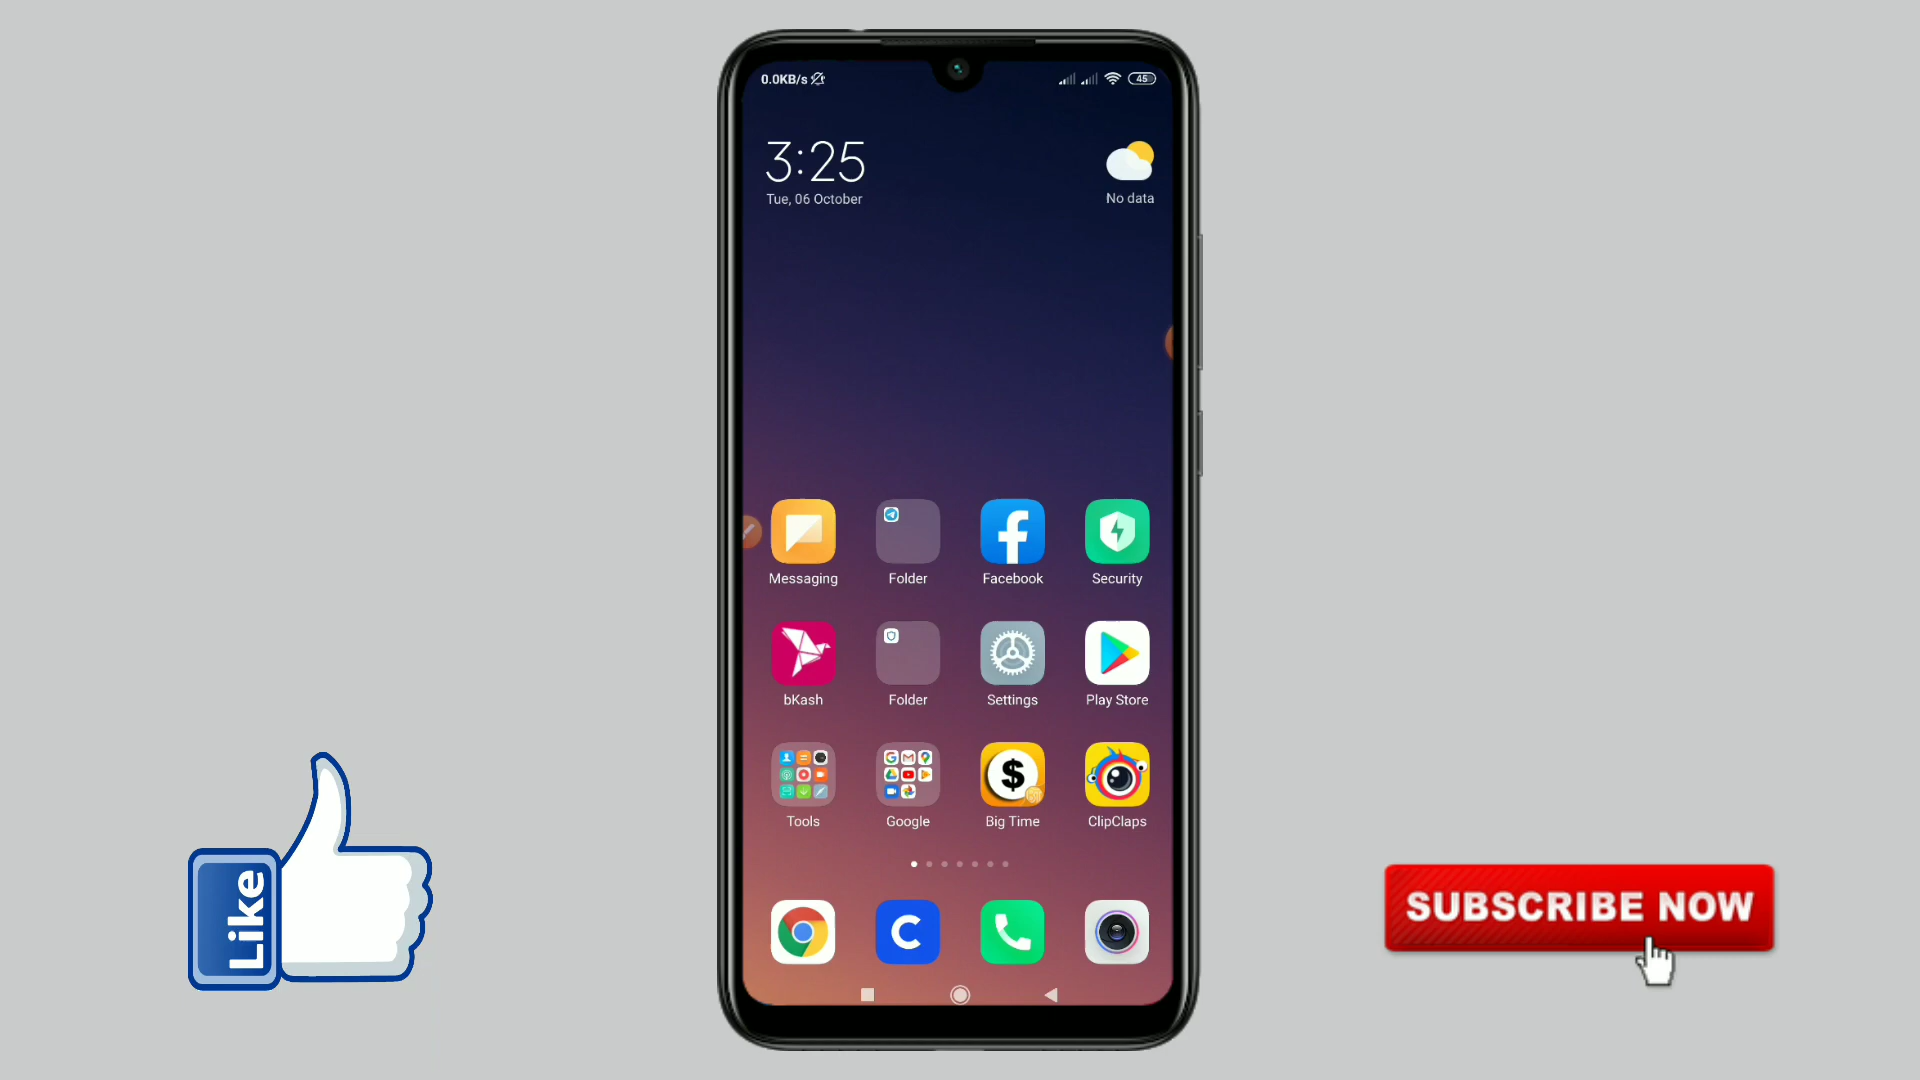 0.0KB/s
45
3:25
Tue, 06 October
No data
Messaging
Folder
Facebook
Security
bKash
Folder
Settings
Play Store
Tools
Google
Big Time
ClipClaps
Like
SUBSCRIBE NOW